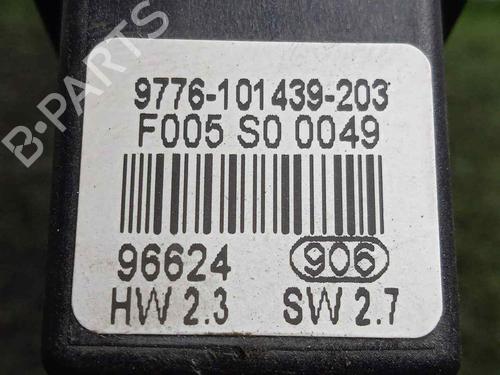 B-PARTS
9776-101439-203
F005 S0 0049
96624 906
HW 2.3 SW 2.7